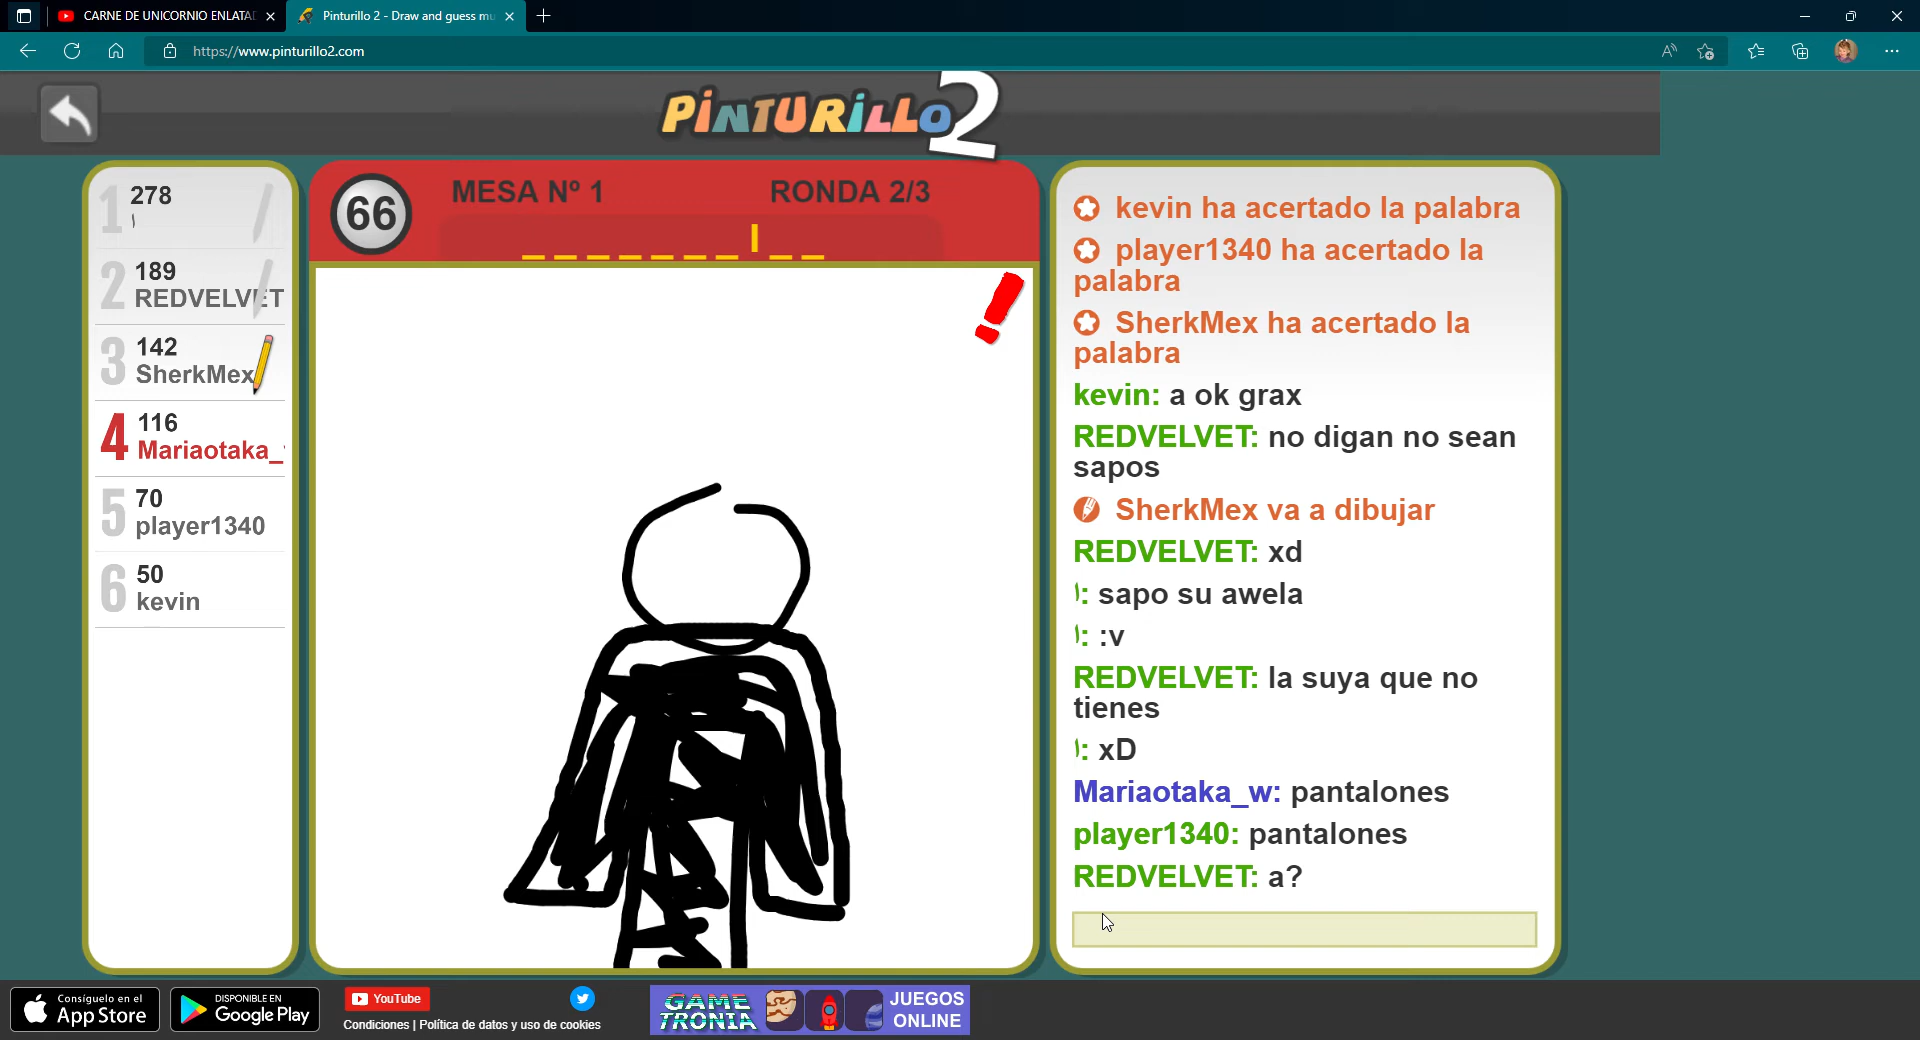 CARNE DE UNICORNIO ENLATAD
Pinturillo 2 - Draw and guess mu
https://www.pinturillo2.com
PiNTURiLLO 2
1 278
2 189
REDVELVET
3 142
SherkMex
4 116
Mariaotaka_
5 70
player1340
6 50
kevin
66
MESA Nº 1
RONDA 2/3
_ _ _ _ _ _ _ l _ _
kevin ha acertado la palabra
player1340 ha acertado la
palabra
SherkMex ha acertado la
palabra
kevin: a ok grax
REDVELVET: no digan no sean
sapos
SherkMex va a dibujar
REDVELVET: xd
: sapo su awela
: :v
REDVELVET: la suya que no
tienes
: xD
Mariaotaka_w: pantalones
player1340: pantalones
REDVELVET: a?
Consíguelo en el
App Store
DISPONIBLE EN
Google Play
YouTube
Condiciones | Política de datos y uso de cookies
GAME
TRONIA
JUEGOS
ONLINE